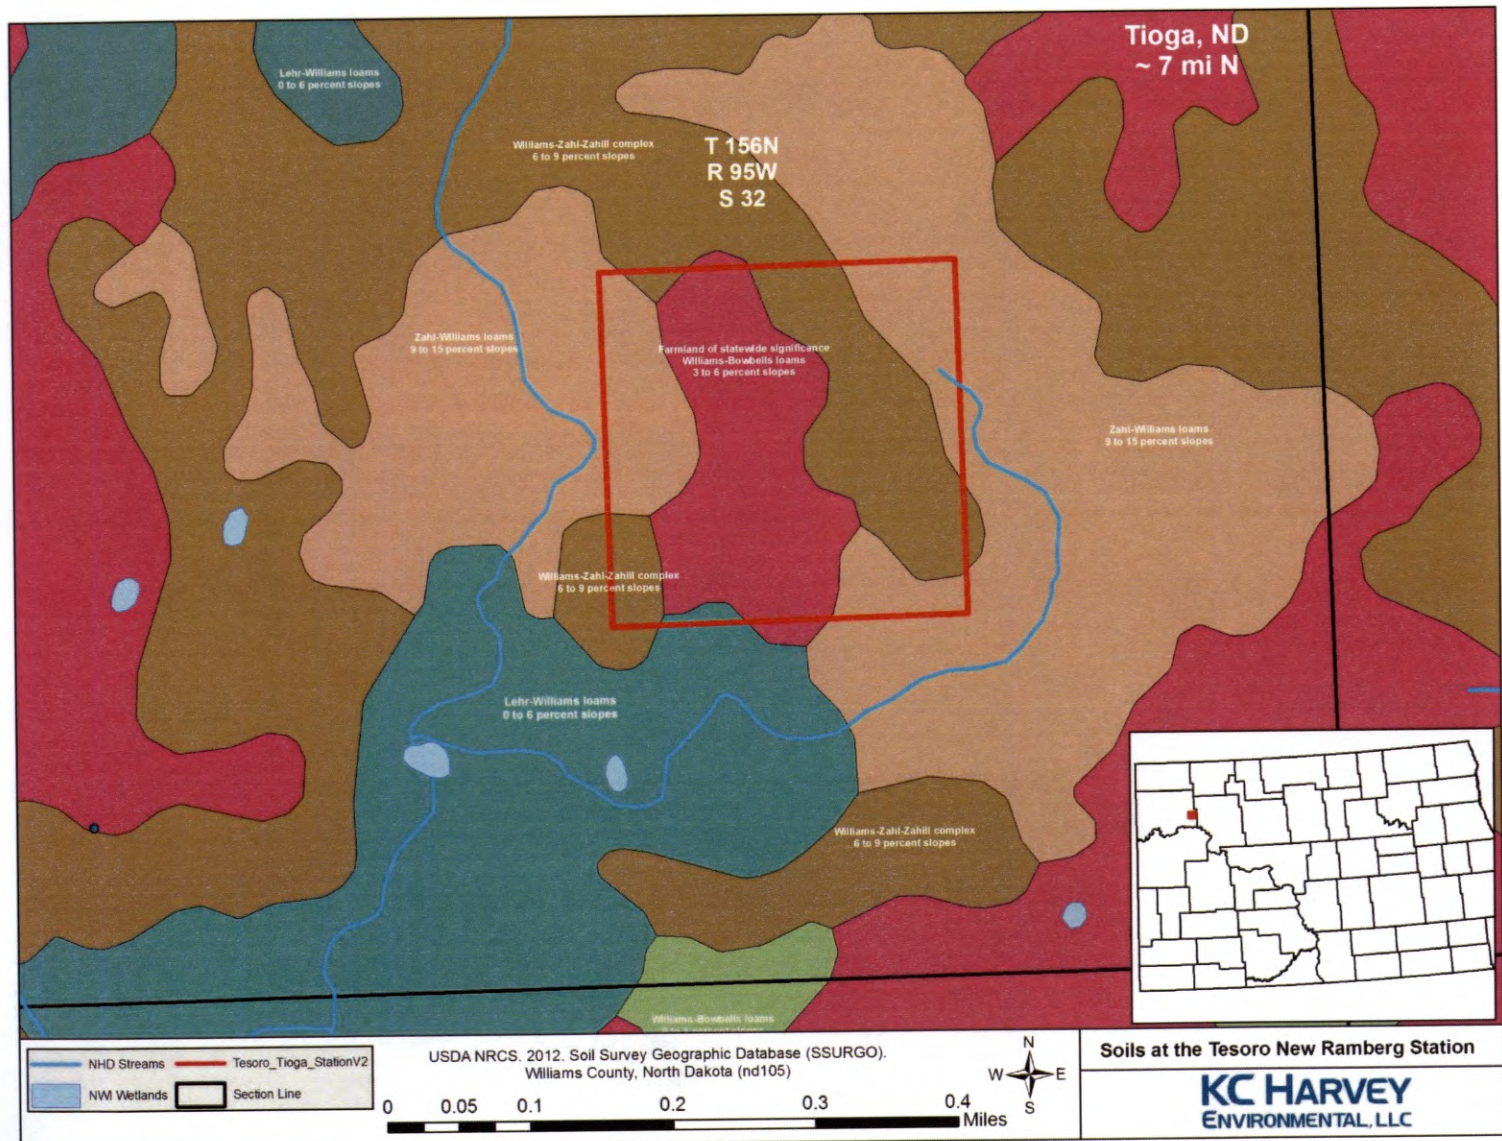 Tioga, ND
~ 7 mi N
Lehr-Williams loams
0 to 6 percent slopes
Williams-Zahl-Zahill complex
6 to 9 percent slopes
T 156N
R 95W
S 32
Zahl-Williams loams
9 to 15 percent slopes
Farmland of statewide significance
Williams-Bowbells loams
3 to 6 percent slopes
Zahl-Williams loams
9 to 15 percent slopes
Williams-Zahl-Zahill complex
6 to 9 percent slopes
Lehr-Williams loams
0 to 6 percent slopes
Williams-Zahl-Zahill complex
6 to 9 percent slopes
Williams-Bowbells loams
NHD Streams
Tesoro_Tioga_StationV2
NWI Wetlands
Section Line
USDA NRCS. 2012. Soil Survey Geographic Database (SSURGO).
Williams County, North Dakota (nd105)
0 0.05 0.1 0.2 0.3 0.4
Miles
N
W E
S
Soils at the Tesoro New Ramberg Station
KC HARVEY
ENVIRONMENTAL, LLC